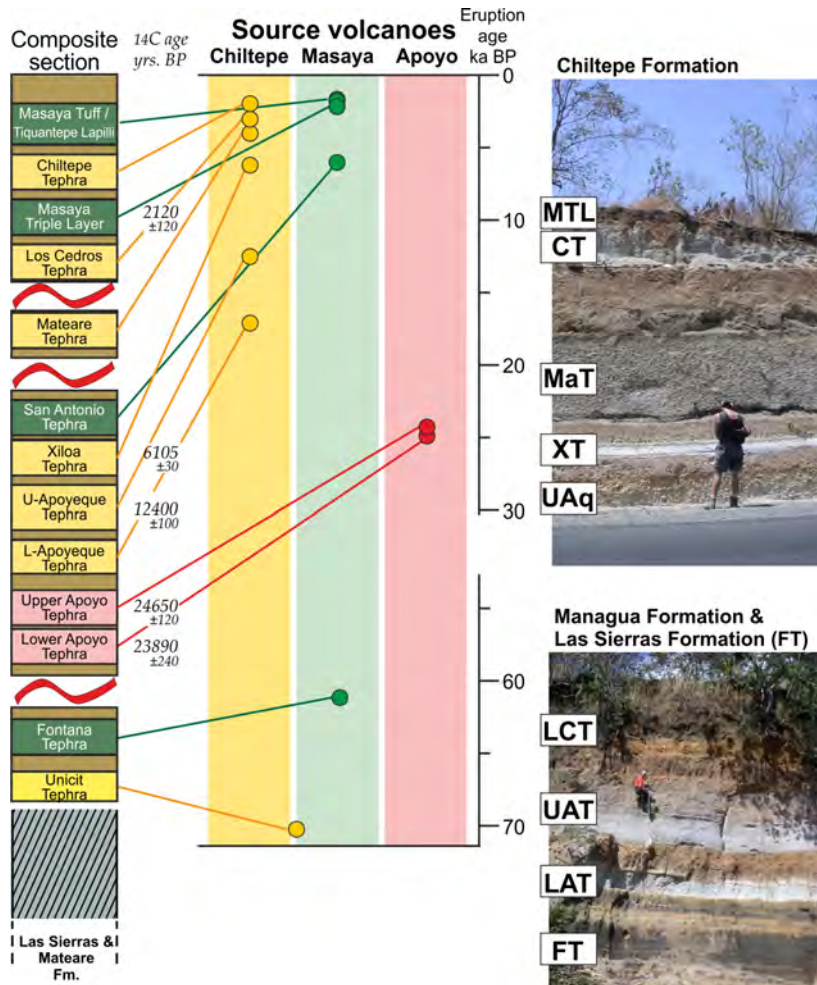 Composite
section
14C age
yrs. BP
Source volcanoes
Chiltepe Masaya Apoyo
Eruption
age
ka BP
Masaya Tuff /
Tiquantepe Lapilli
Chiltepe
Tephra
Masaya
Triple Layer
Los Cedros
Tephra
Mateare
Tephra
San Antonio
Tephra
Xiloa
Tephra
U-Apoyeque
Tephra
L-Apoyeque
Tephra
Upper Apoyo
Tephra
Lower Apoyo
Tephra
Fontana
Tephra
Unicit
Tephra
Las Sierras &
Mateare
Fm.
2120
±120
6105
±30
12400
±100
24650
±120
23890
±240
0
10
20
30
60
70
Chiltepe Formation
MTL
CT
MaT
XT
UAq
Managua Formation &
Las Sierras Formation (FT)
LCT
UAT
LAT
FT